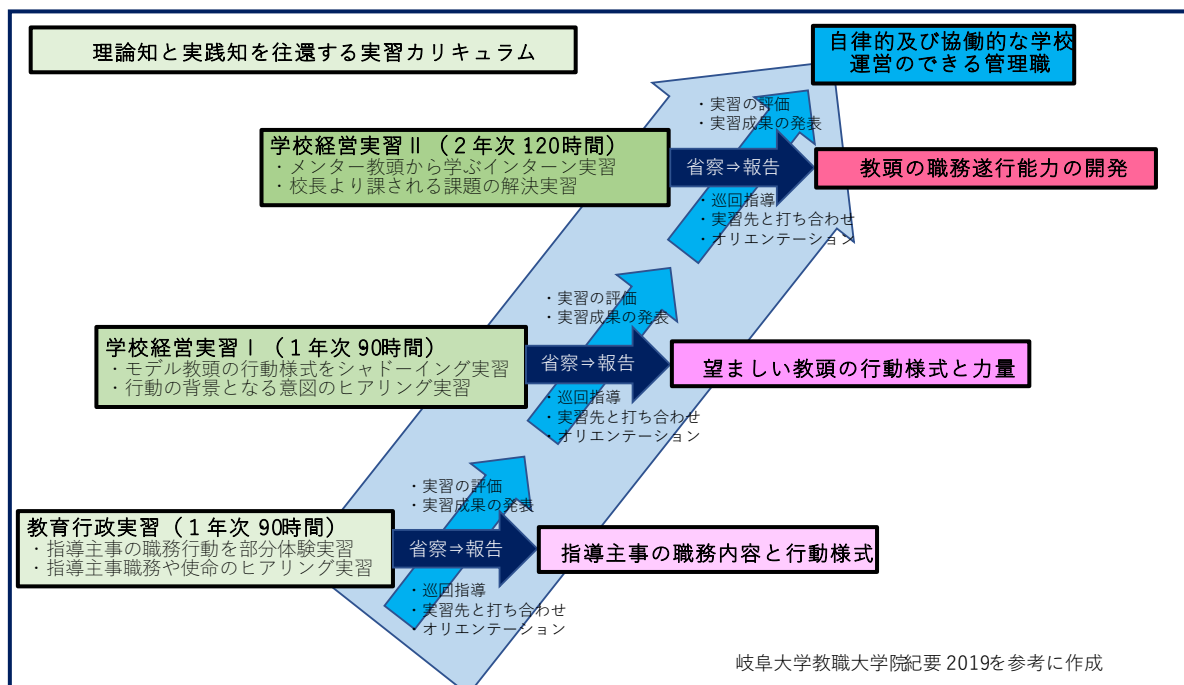 理論知と実践知を往還する実習カリキュラム
自律的及び協働的な学校
運営のできる管理職
・実習の評価
・実習成果の発表
学校経営実習Ⅱ（２年次 120時間）
・メンター教頭から学ぶインターン実習
・校長より課される課題の解決実習
省察⇒報告
教頭の職務遂行能力の開発
・巡回指導
・実習先と打ち合わせ
・オリエンテーション
・実習の評価
・実習成果の発表
学校経営実習Ⅰ（１年次 90時間）
・モデル教頭の行動様式をシャドーイング実習
・行動の背景となる意図のヒアリング実習
省察⇒報告
望ましい教頭の行動様式と力量
・巡回指導
・実習先と打ち合わせ
・オリエンテーション
・実習の評価
・実習成果の発表
教育行政実習（１年次 90時間）
・指導主事の職務行動を部分体験実習
・指導主事職務や使命のヒアリング実習
省察⇒報告
指導主事の職務内容と行動様式
・巡回指導
・実習先と打ち合わせ
・オリエンテーション
岐阜大学教職大学院紀要 2019を参考に作成